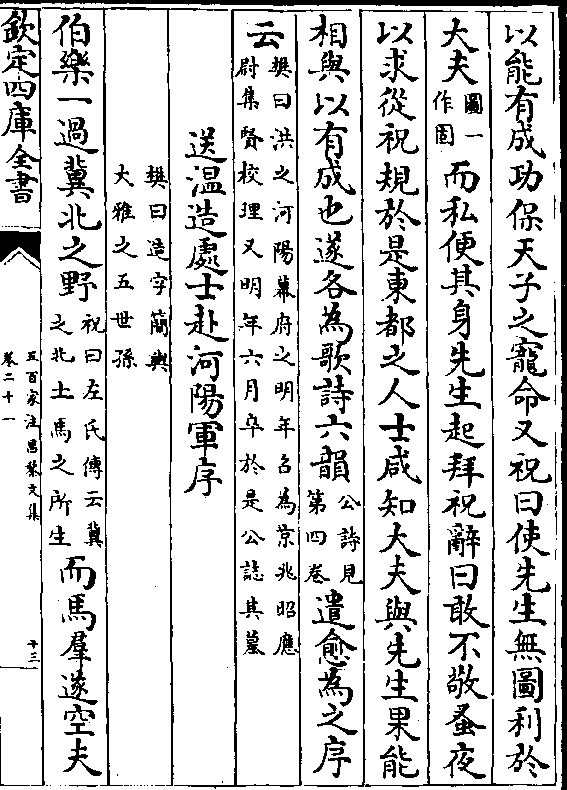 以能有成功保天子之寵命又祝曰使先生無圖利於
大夫圖一作固而私便其身先生起拜祝辭曰敢不敬蚤夜
以求從祝規於是東都之人士咸知大夫與先生果能
相與以有成也遂各為歌詩六韻公詩見第四卷遣愈為之序
云樊曰洪之河陽幕府之明年召為京兆昭應尉集賢校理又明年六月卒於是公誌其墓
送溫造處士赴河陽軍序
樊曰造字簡輿大雅之五世孫
伯樂一過冀北之野祝曰左氏傳云冀之北土馬之所生而馬羣遂空夫
欽定四庫全書
五百家注昌黎文集
卷二十一
十三